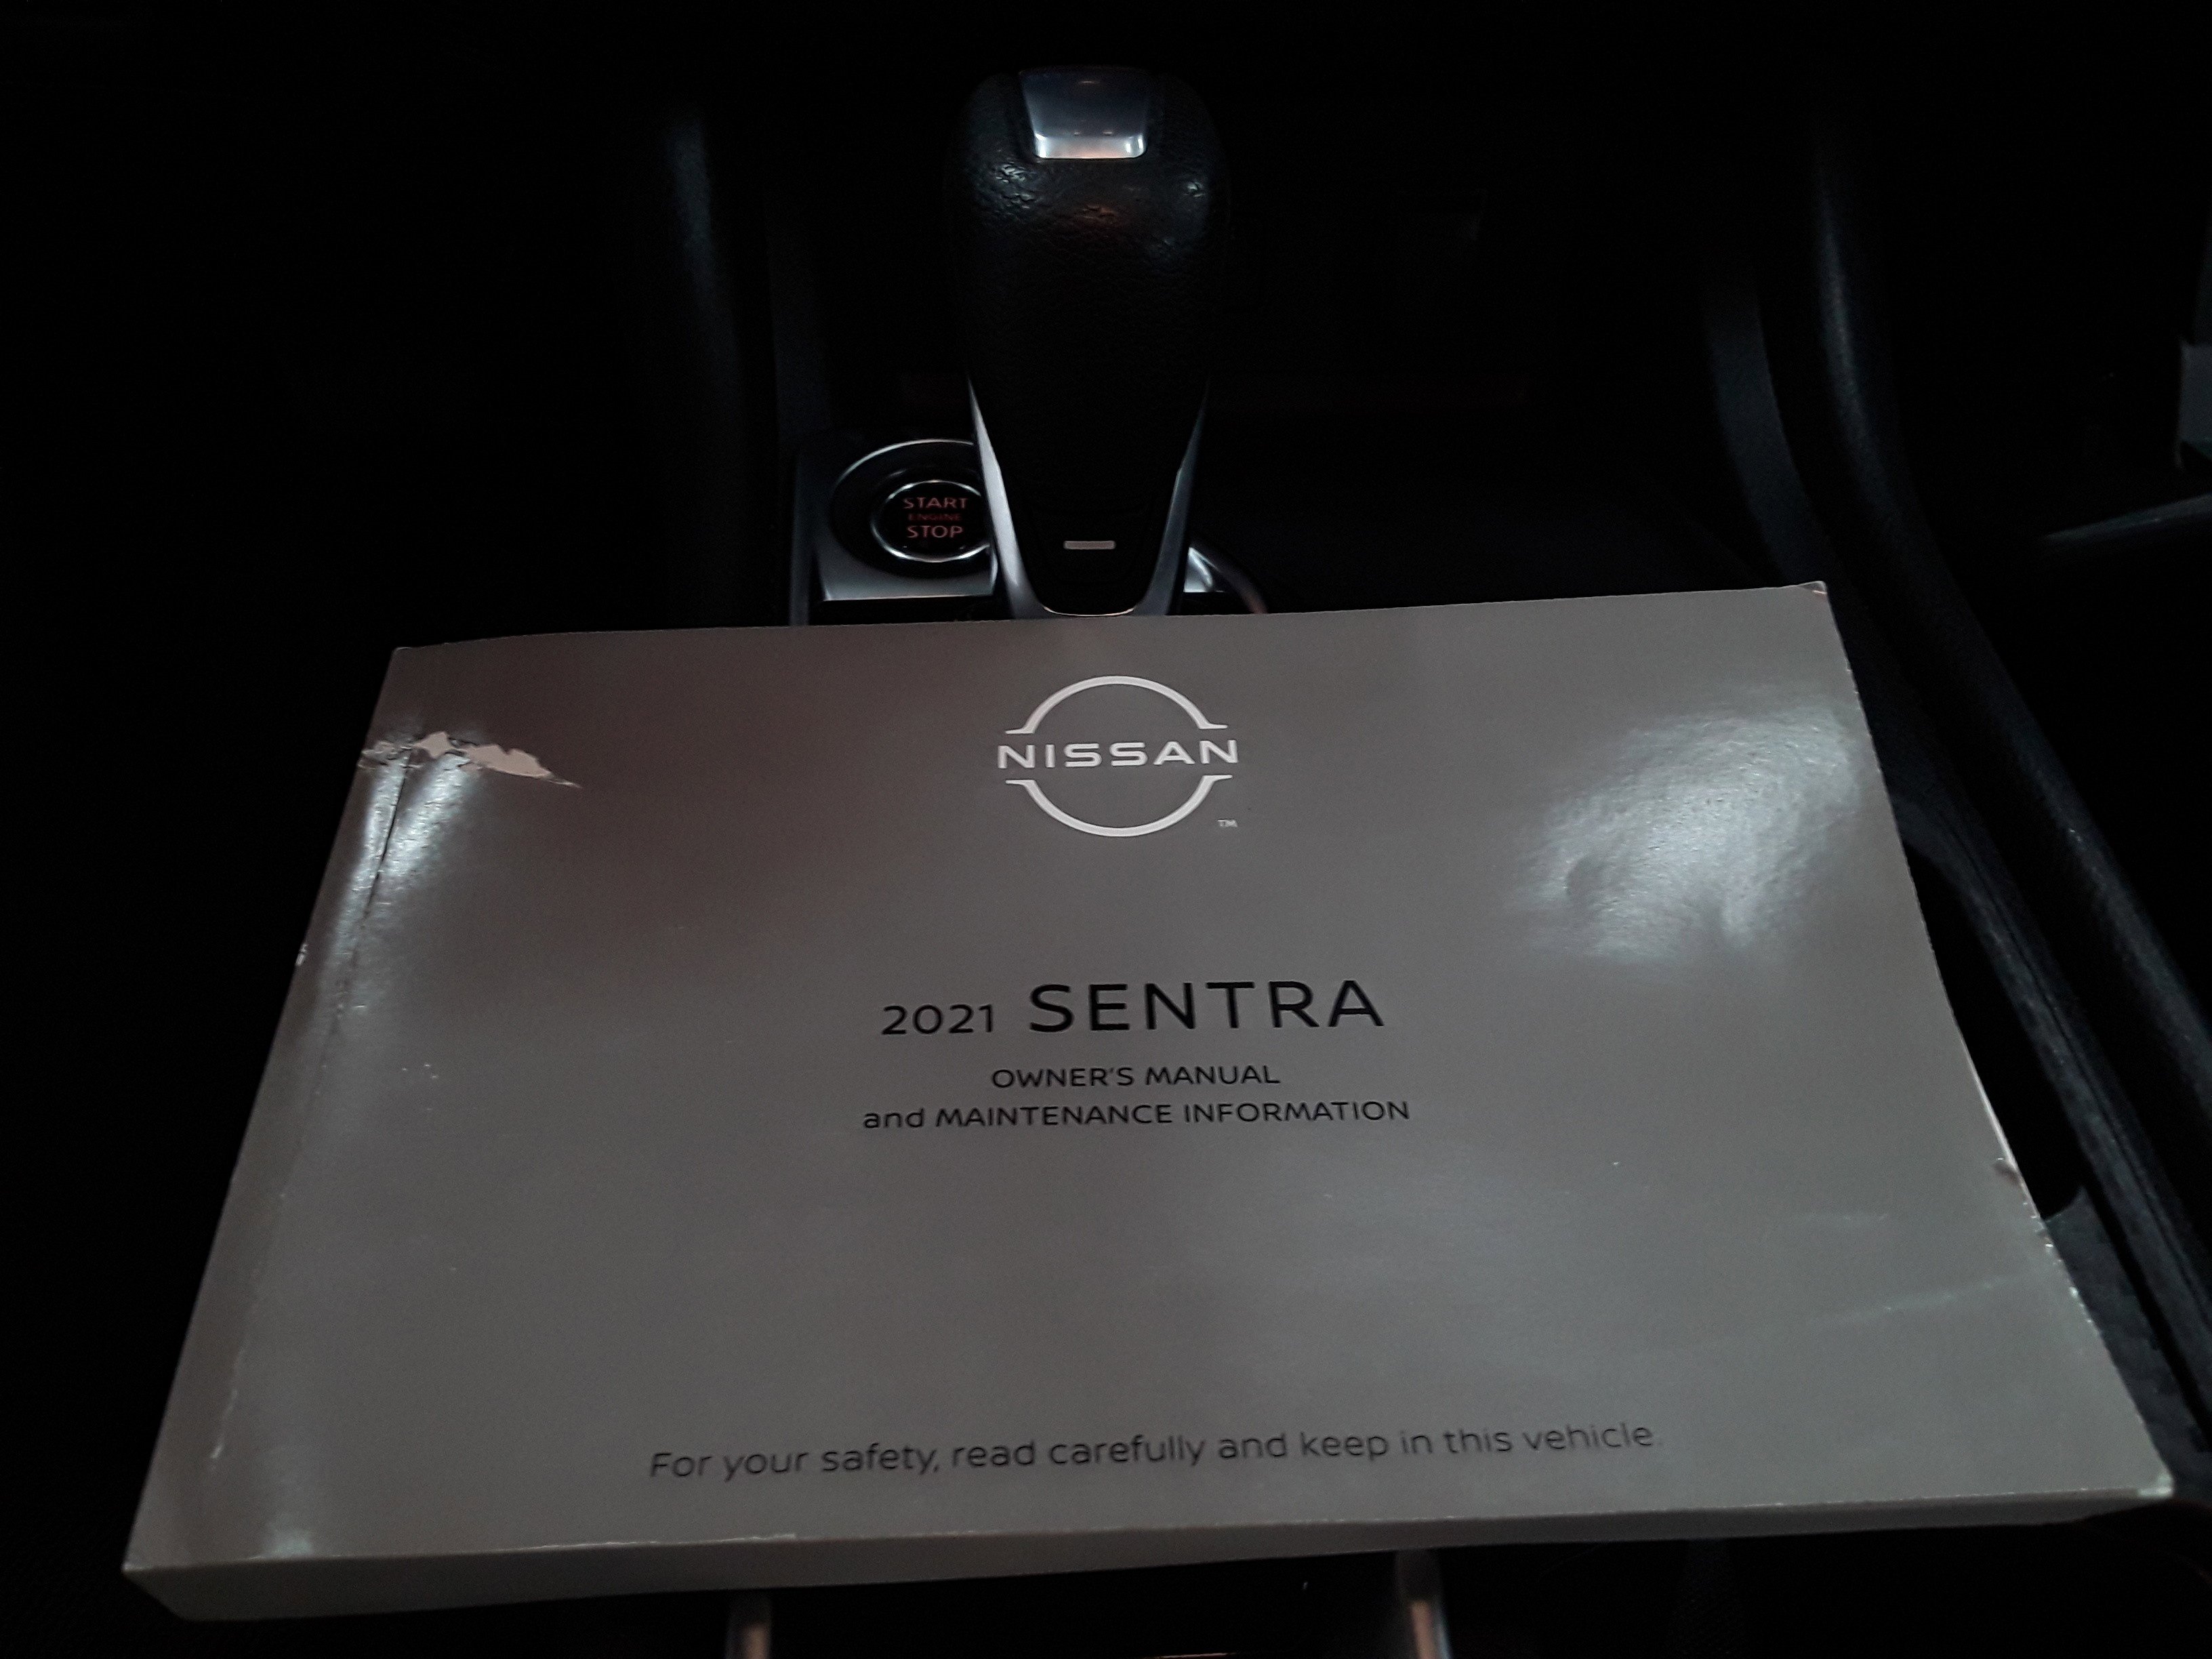 START
ENGINE
STOP
NISSAN
TM
2021 SENTRA
OWNER'S MANUAL
and MAINTENANCE INFORMATION
For your safety, read carefully and keep in this vehicle.